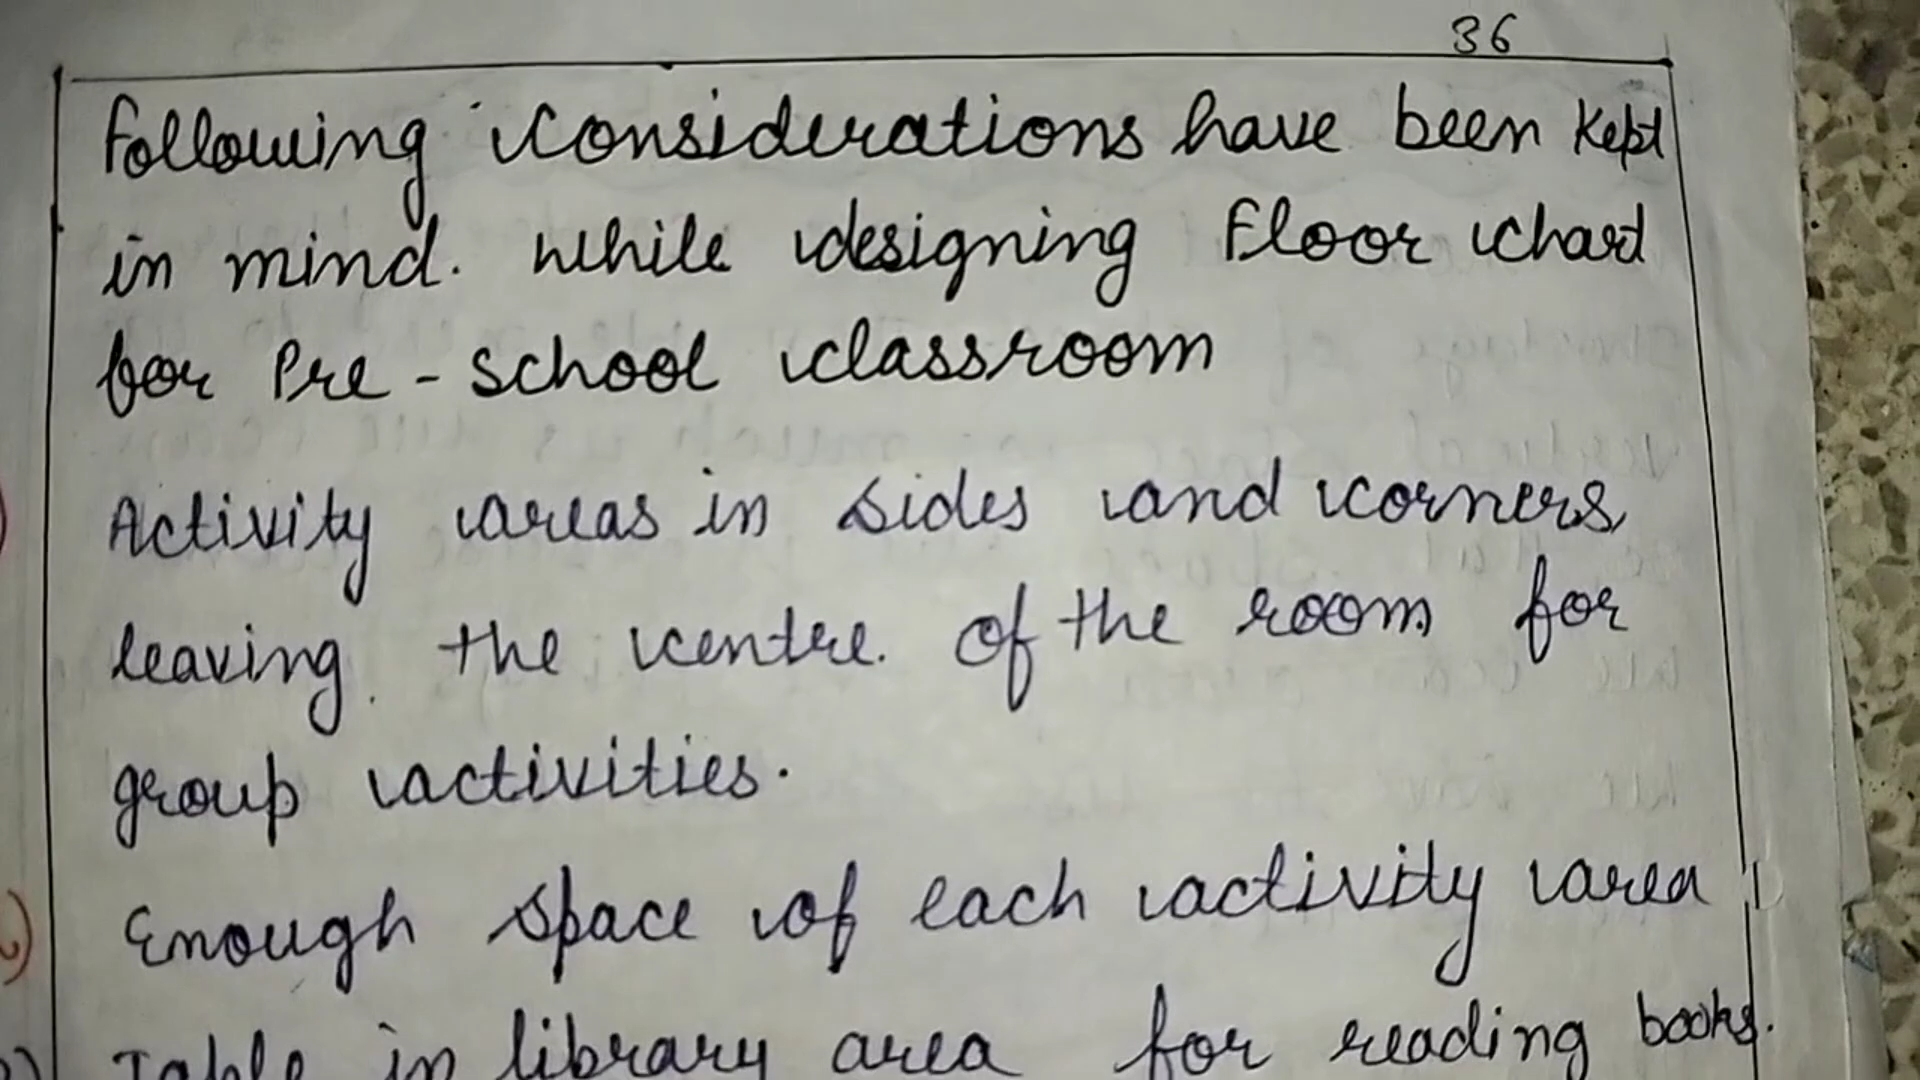 36
Following considerations have been kept
in mind. while designing Floor chart
for Pre - School classroom
Activity areas in sides and corners,
leaving the centre. of the room for
group activities.
Enough space of each activity area
Table in library area for reading books.